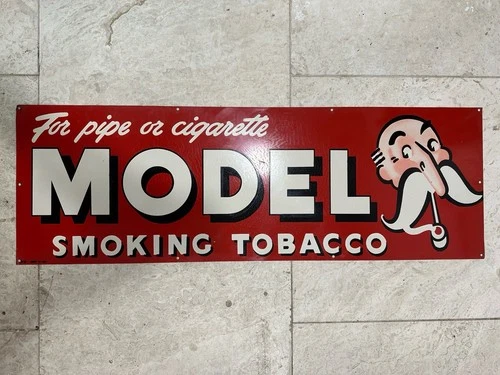 For pipe or cigarette
MODEL
SMOKING TOBACCO